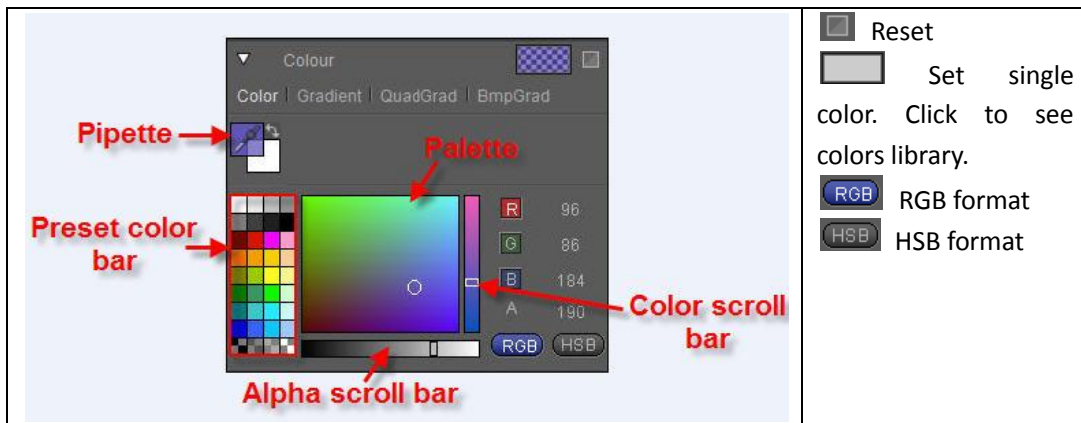 Colour
Color | Gradient | QuadGrad | BmpGrad
Pipette
Palette
Preset color
bar
R 96
G 86
B 184
A 190
Color scroll
bar
RGB HSB
Alpha scroll bar
Reset
Set single
color. Click to see
colors library.
RGB RGB format
HSB HSB format